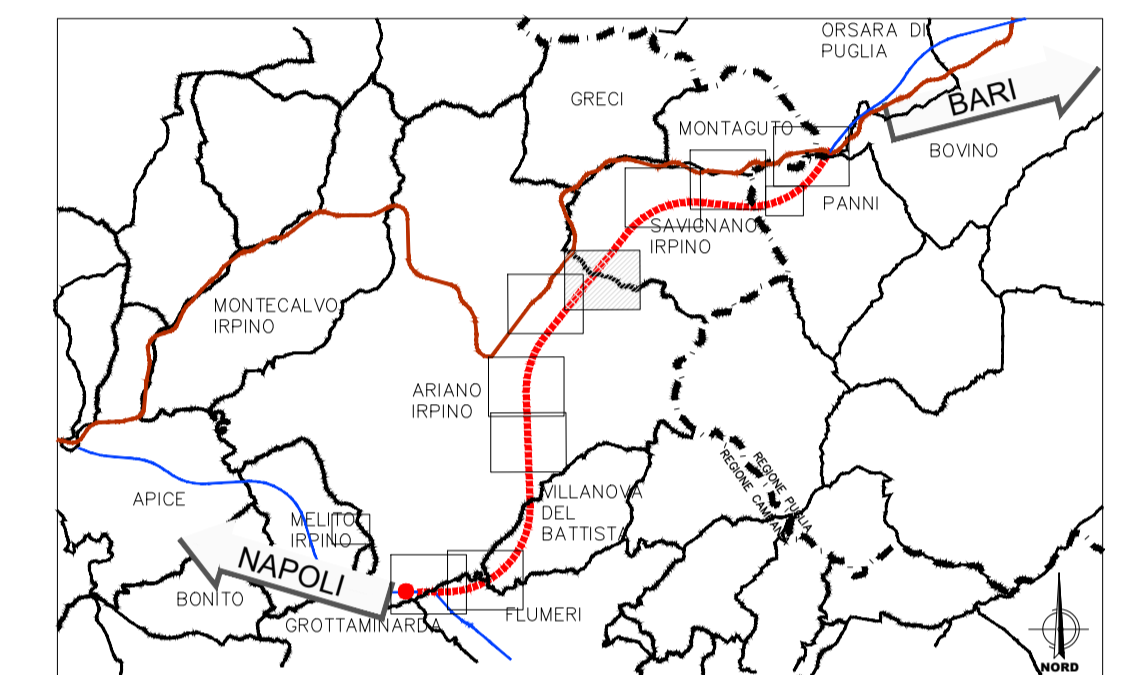 ORSARA DI
PUGLIA
GRECI
BARI
MONTAGUTO
BOVINO
PANNI
SAVIGNANO
IRPINO
MONTECALVO
IRPINO
ARIANO
IRPINO
REGIONE PUGLIA
REGIONE CAMPANIA
APICE
VILLANOVA
DEL
BATTISTA
MELITO
IRPINO
NAPOLI
BONITO
FLUMERI
GROTTAMINARDA
NORD